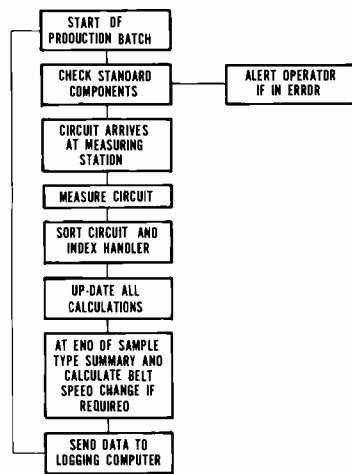 START OF
PRODUCTION BATCH
CHECK STANDARD
COMPONENTS
ALERT OPERATOR
IF IN ERROR
CIRCUIT ARRIVES
AT MEASURING
STATION
MEASURE CIRCUIT
SORT CIRCUIT AND
INDEX HANDLER
UP-DATE ALL
CALCULATIONS
AT END OF SAMPLE
TYPE SUMMARY AND
CALCULATE BELT
SPEED CHANGE IF
REQUIRED
SEND DATA TO
LOGGING COMPUTER